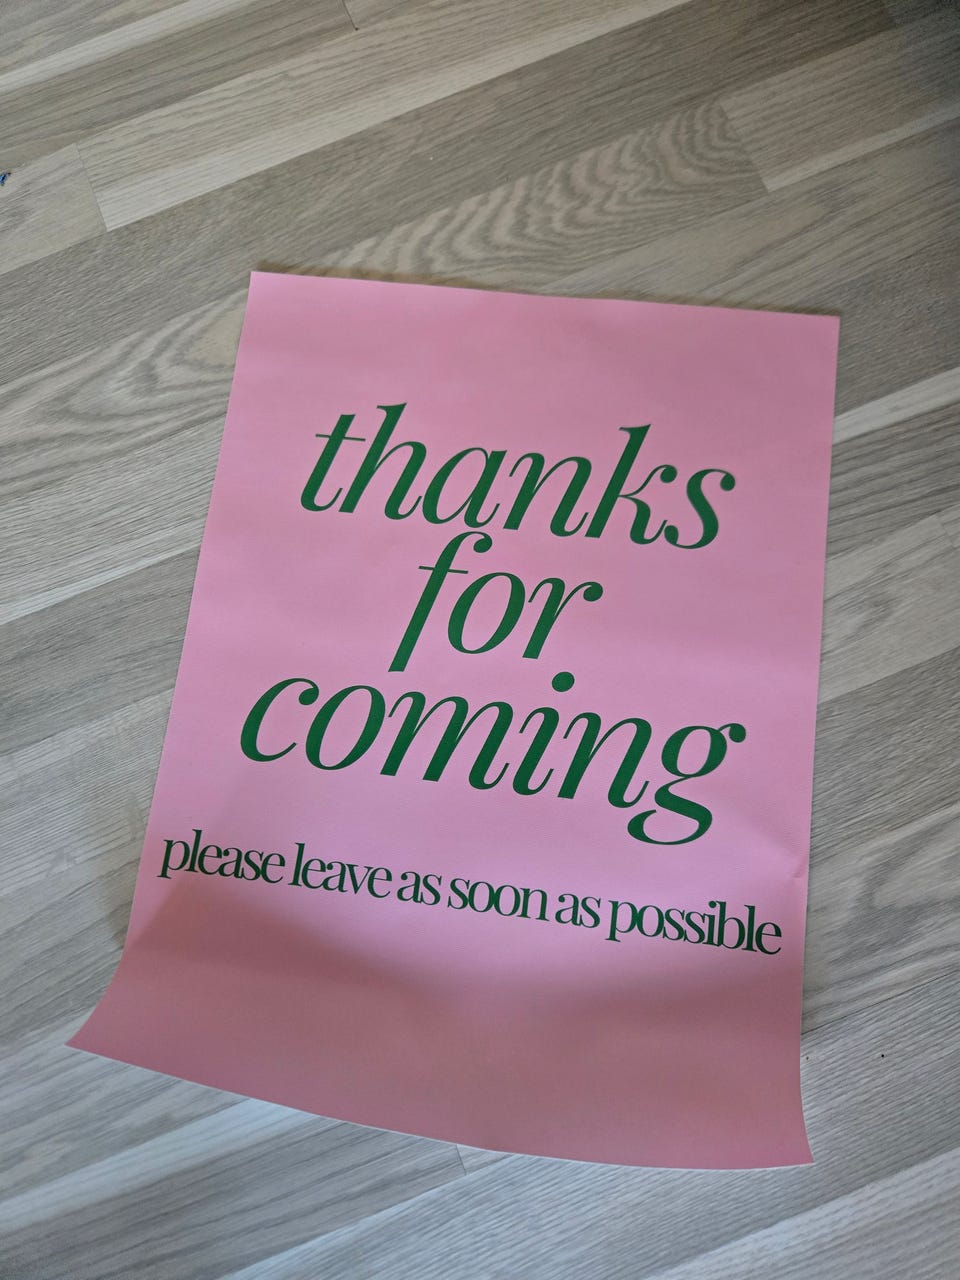 thanks
for
coming
please leave as soon as possible